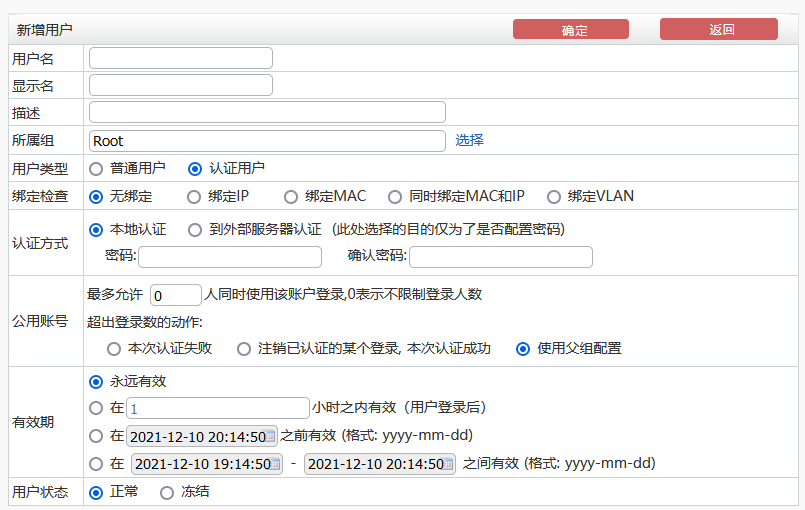 新增用户 确定 返回
用户名
显示名
描述
所属组 Root 选择
用户类型 普通用户 认证用户
绑定检查 无绑定 绑定IP 绑定MAC 同时绑定MAC和IP 绑定VLAN
认证方式 本地认证 到外部服务器认证 (此处选择的目的仅为了是否配置密码)
密码: 确认密码:
公用账号 最多允许 0 人同时使用该账户登录,0表示不限制登录人数
超出登录数的动作:
本次认证失败 注销已认证的某个登录, 本次认证成功 使用父组配置
有效期 永远有效
在 1 小时之内有效（用户登录后）
在 2021-12-10 20:14:50 之前有效 (格式: yyyy-mm-dd)
在 2021-12-10 19:14:50 - 2021-12-10 20:14:50 之间有效 (格式: yyyy-mm-dd)
用户状态 正常 冻结